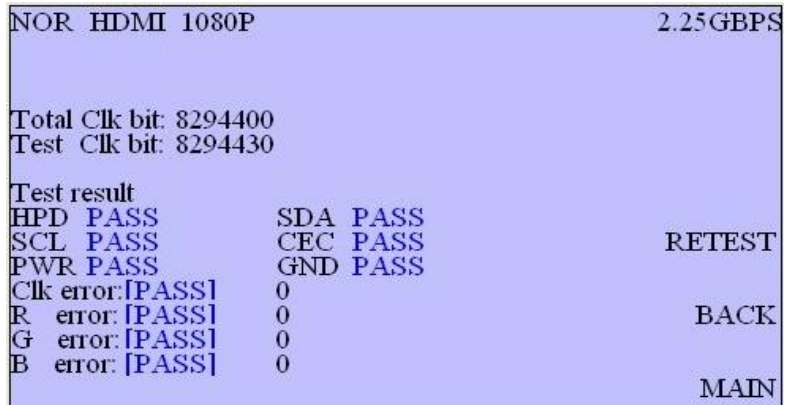 NOR HDMI 1080P 2.25GBPS
Total Clk bit: 8294400
Test Clk bit: 8294430
Test result
HPD PASS SDA PASS
SCL PASS CEC PASS RETEST
PWR PASS GND PASS
Clk error:[PASS] 0
R error:[PASS] 0 BACK
G error:[PASS] 0
B error:[PASS] 0
MAIN